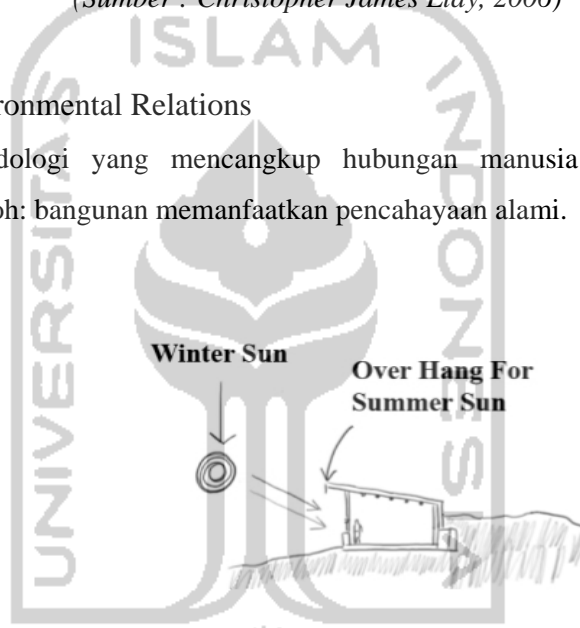 (Sumber : Christopher James Eidy, 2006)
ronmental Relations
dologi yang mencangkup hubungan manusia
oh: bangunan memanfaatkan pencahayaan alami.
Winter Sun
Over Hang For
Summer Sun
UNIVERSITAS
ISLAM
INDONESIA